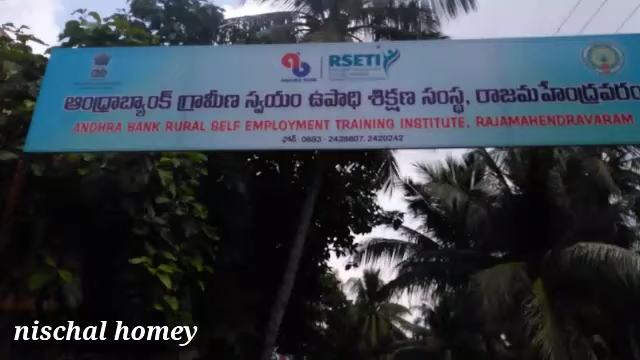 RSETI
ఆంధ్రాబ్యాంక్ గ్రామీణ స్వయం ఉపాధి శిక్షణ సంస్థ, రాజమహేంద్రవరం
ANDHRA BANK RURAL SELF EMPLOYMENT TRAINING INSTITUTE, RAJAMAHENDRAVARAM
ఫోన్ : 0883 - 2428807, 2420242
nischal homey